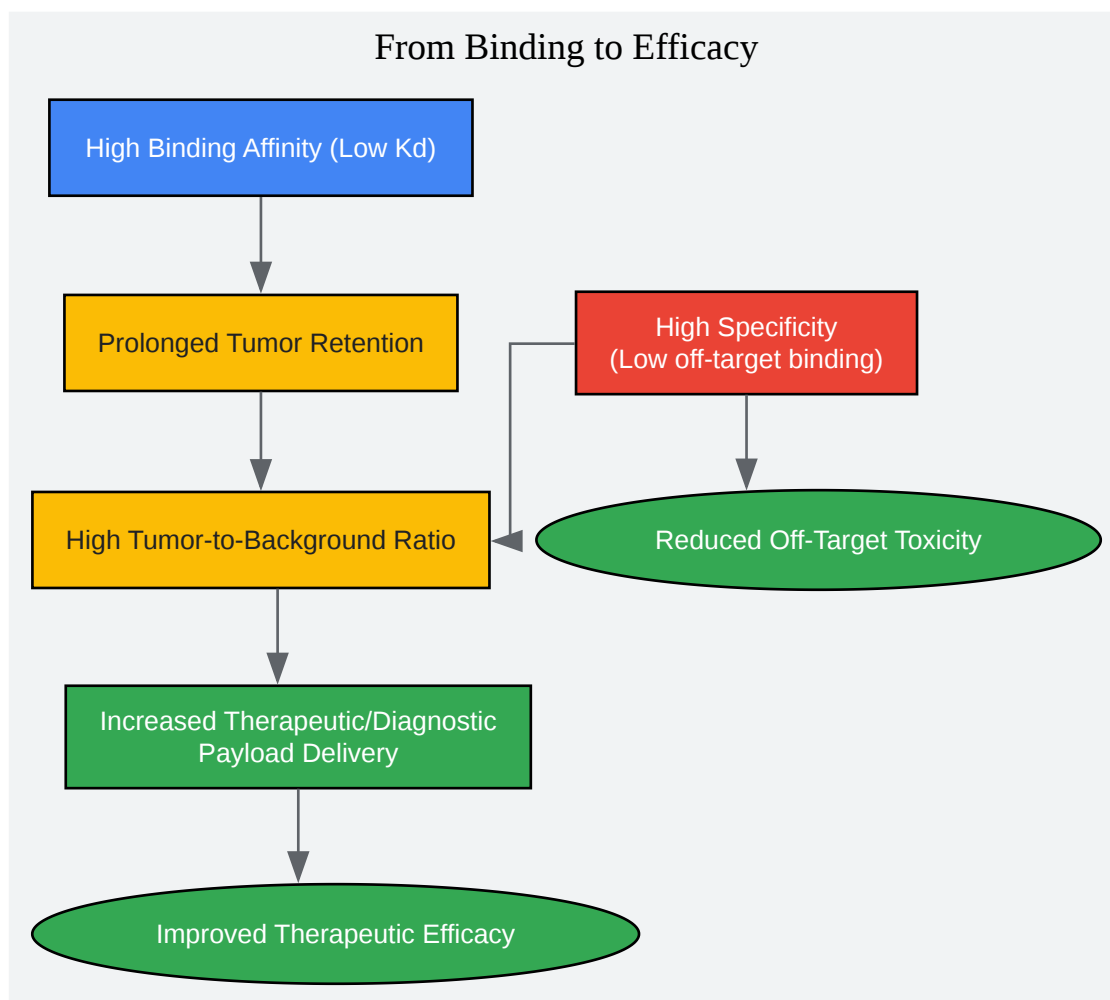 From Binding to Efficacy
High Binding Affinity (Low Kd)
Prolonged Tumor Retention
High Specificity
(Low off-target binding)
High Tumor-to-Background Ratio
Reduced Off-Target Toxicity
Increased Therapeutic/Diagnostic
Payload Delivery
Improved Therapeutic Efficacy